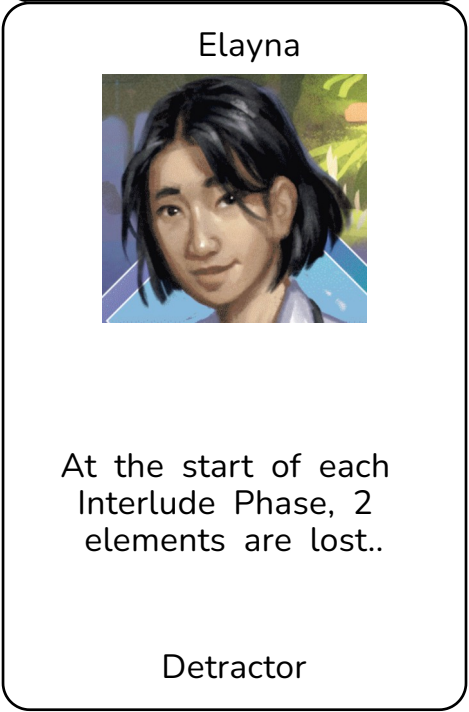 Elayna
At the start of each
Interlude Phase, 2
elements are lost..
Detractor